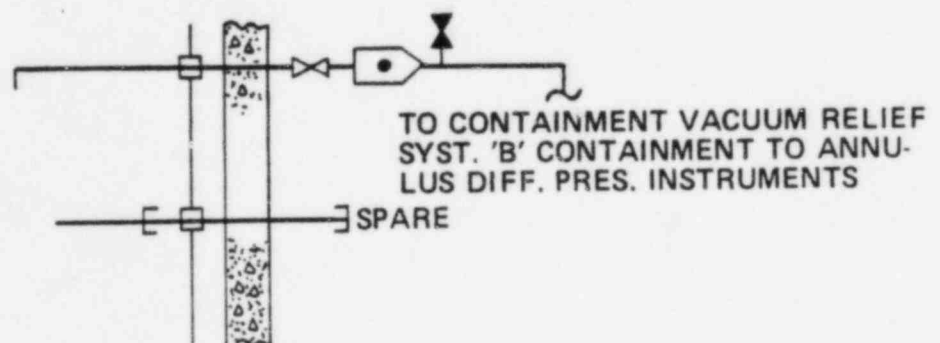 TO CONTAINMENT VACUUM RELIEF
SYST. 'B' CONTAINMENT TO ANNU-
LUS DIFF. PRES. INSTRUMENTS
SPARE